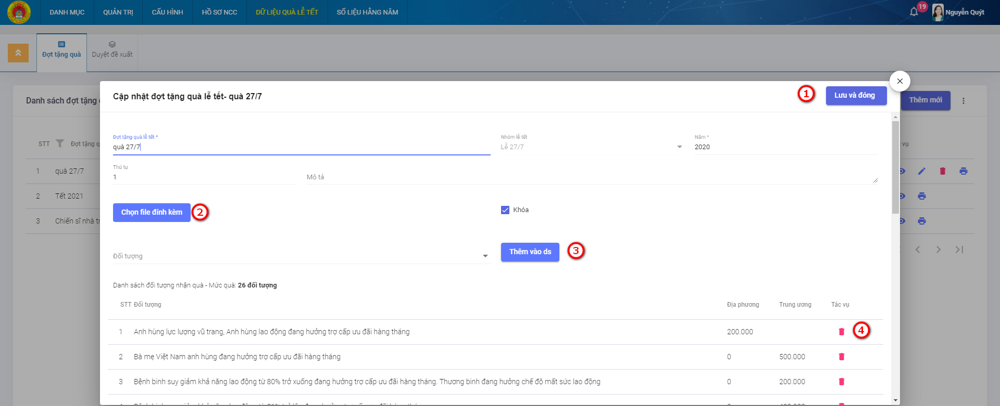 DANH MỤC QUẢN TRỊ CẤU HÌNH HỒ SƠ NCC DỮ LIỆU QUÀ LỄ TẾT SỐ LIỆU HẰNG NĂM 19 Nguyễn Quýt
Đợt tặng quà Duyệt đề xuất
Cập nhật đợt tặng quà lễ tết- quà 27/7 1 Lưu và đóng
Danh sách đợt tặng Thêm mới
Đợt tặng quà lễ tết * Nhóm lễ tết Năm *
STT Đợt tặng q quà 27/7 Lễ 27/7 2020 vụ
Thứ tự
1 quà 27/7 1 Mô tả
2 Tết 2021
Chọn file đính kèm 2 Khóa
3 Chiến sĩ nhà tr
Đối tượng Thêm vào ds 3
Danh sách đối tượng nhận quà - Mức quà: 26 đối tượng
STT Đối tượng Địa phương Trung ương Tác vụ
1 Anh hùng lực lượng vũ trang, Anh hùng lao động đang hưởng trợ cấp ưu đãi hàng tháng 200.000 4
2 Bà mẹ Việt Nam anh hùng đang hưởng trợ cấp ưu đãi hàng tháng 0 500.000
3 Bệnh binh suy giảm khả năng lao động từ 80% trở xuống đang hưởng trợ cấp ưu đãi hàng tháng. Thương binh đang hưởng chế độ mất sức lao động 0 200.000